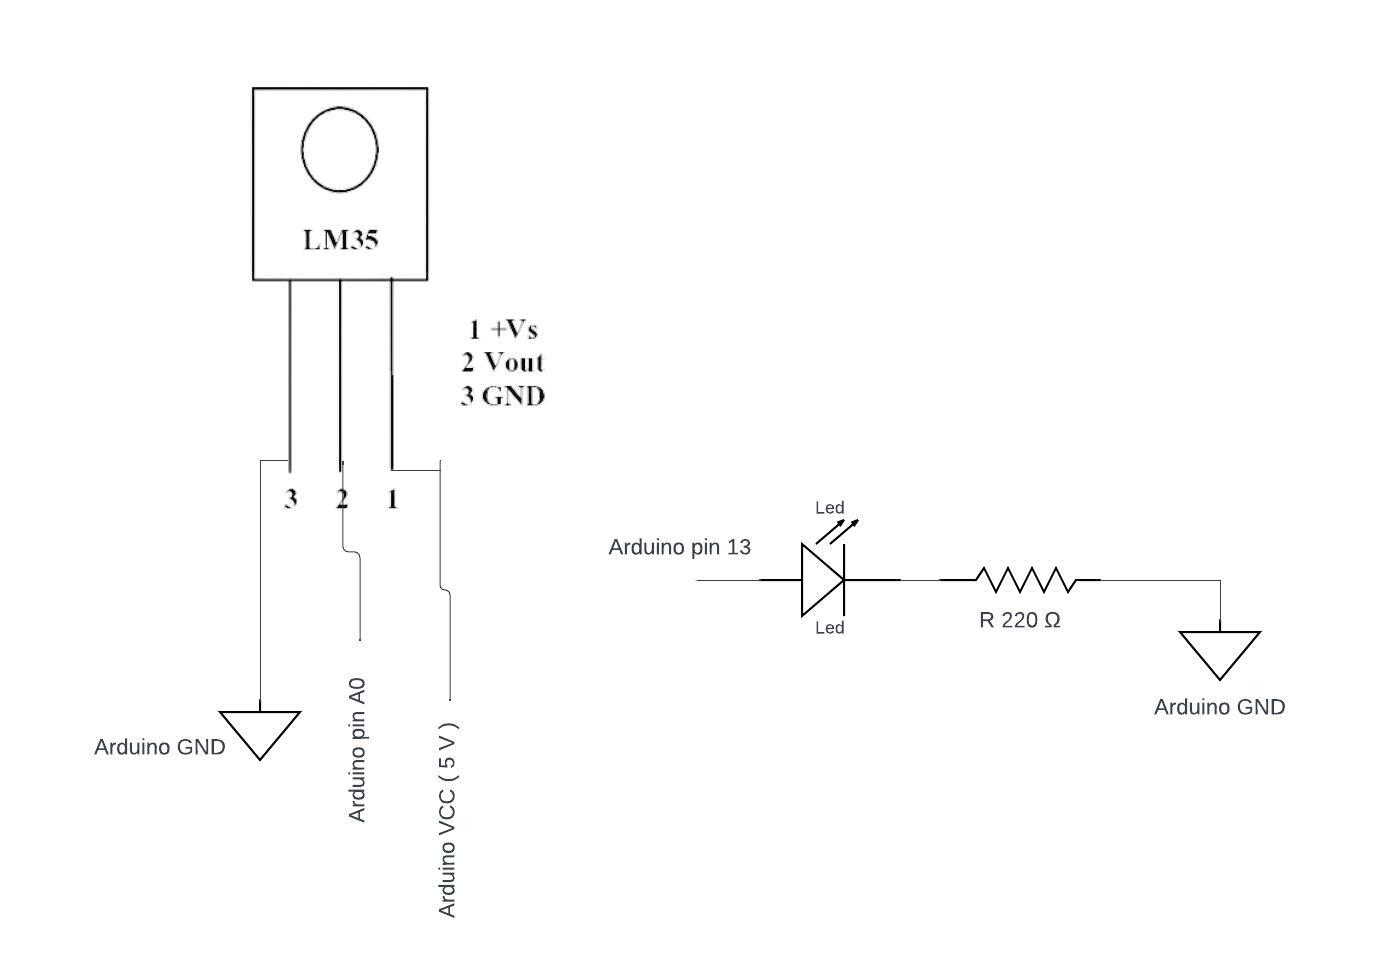 LM35
1 +Vs
2 Vout
3 GND
3 2 1
Led
Arduino pin 13
Led
R 220 Ω
Arduino GND
Arduino GND
Arduino pin A0
Arduino VCC ( 5 V )